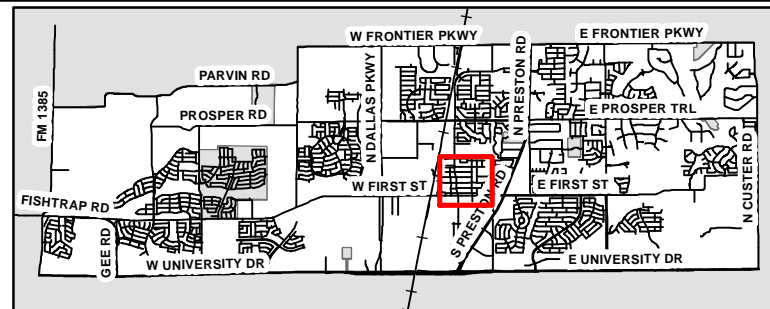 W FRONTIER PKWY
E FRONTIER PKWY
PARVIN RD
FM 1385
PROSPER RD
N DALLAS PKWY
N PRESTON RD
E PROSPER TRL
W FIRST ST
E FIRST ST
N CUSTER RD
FISHTRAP RD
GEE RD
W UNIVERSITY DR
S PRESTON RD
E UNIVERSITY DR